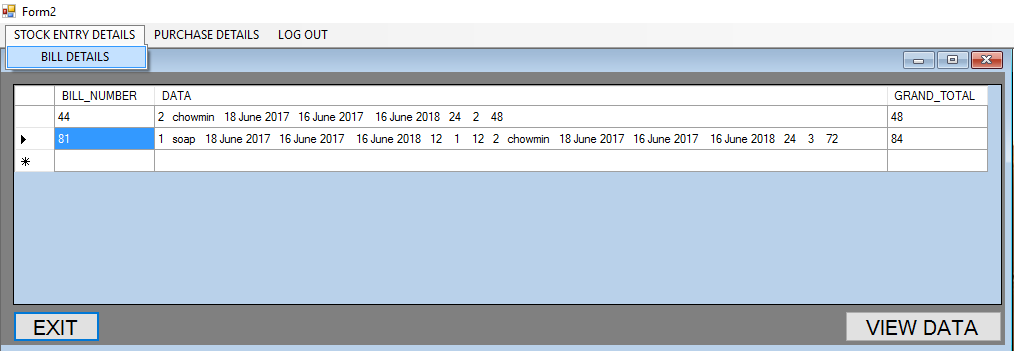 Form2
STOCK ENTRY DETAILS PURCHASE DETAILS LOG OUT
BILL DETAILS
BILL_NUMBER DATA GRAND_TOTAL
44 2 chowmin 18 June 2017 16 June 2017 16 June 2018 24 2 48 48
81 1 soap 18 June 2017 16 June 2017 16 June 2018 12 1 12 2 chowmin 18 June 2017 16 June 2017 16 June 2018 24 3 72 84
EXIT VIEW DATA